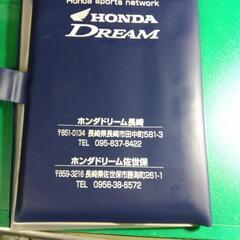 Honda sports network
HONDA
DREAM
ホンダドリーム長崎
〒851-0134 長崎県長崎市田中町581-3
TEL 095-837-8422
ホンダドリーム佐世保
〒859-3216 長崎県佐世保市勝海町261-1
TEL 0956-38-6572